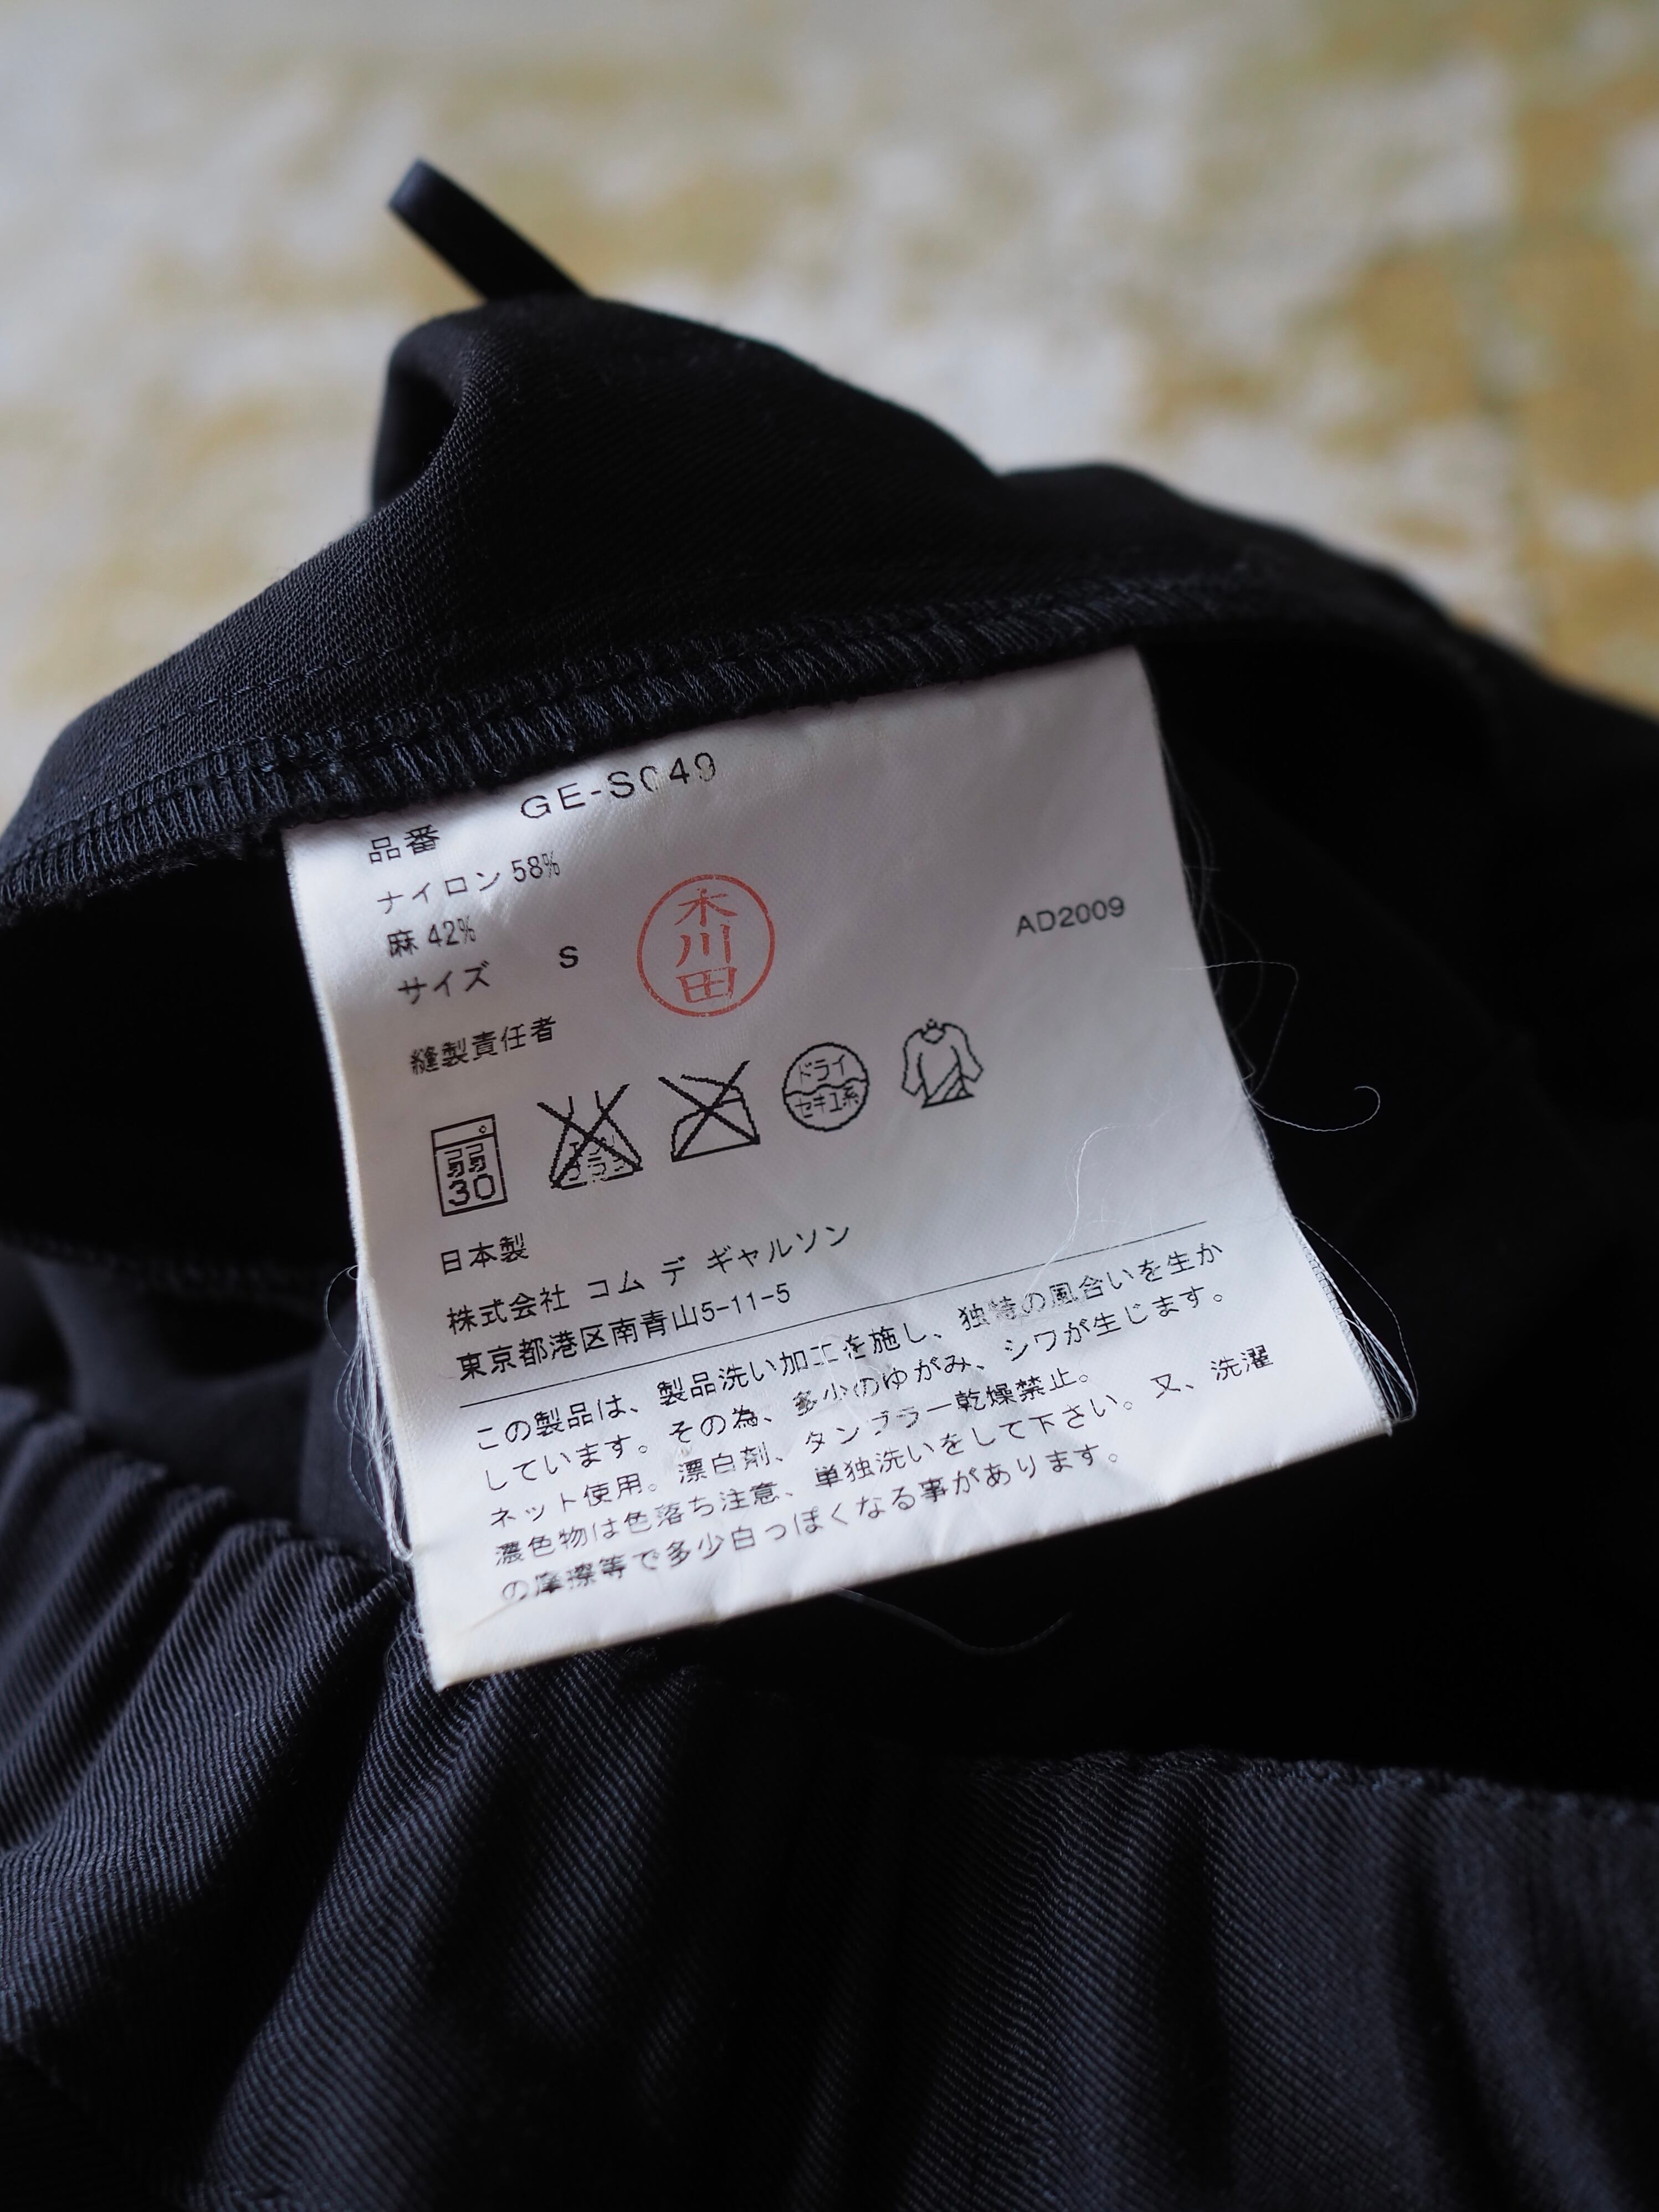 品番 GE-S049
ナイロン 58%
麻 42%
サイズ S
木川田
AD2009
縫製責任者
弱
30
エンソ
サラシ
ドライ
セキユ系
日本製
株式会社 コム デ ギャルソン
東京都港区南青山5-11-5
この製品は、製品洗い加工を施し、独特の風合いを生か
しています。その為、多少のゆがみ、シワが生じます。
ネット使用。漂白剤、タンブラー乾燥禁止。
濃色物は色落ち注意、単独洗いをして下さい。又、洗濯
の摩擦等で多少白っぽくなる事があります。